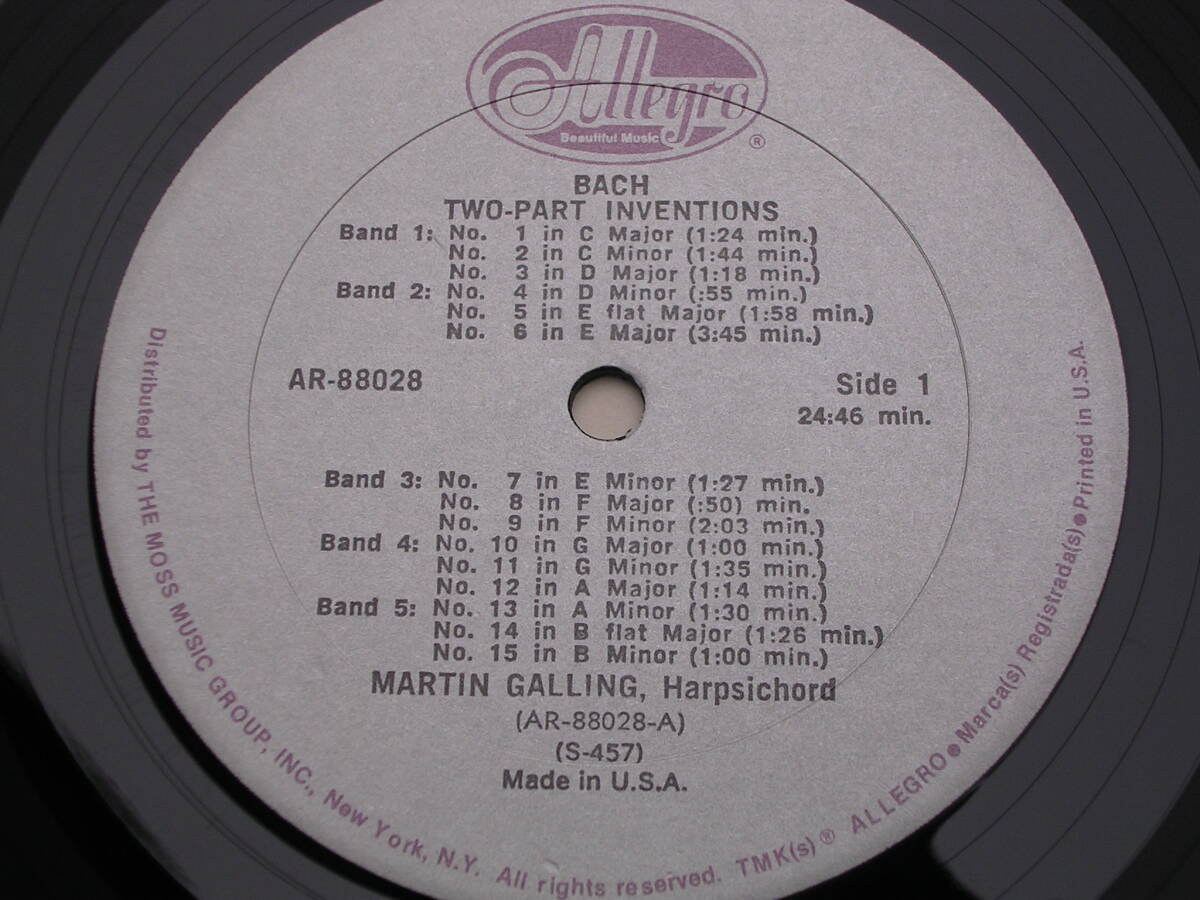 Allegro
Beautiful Music
®
BACH
TWO-PART INVENTIONS
Band 1: No. 1 in C Major (1:24 min.)
No. 2 in C Minor (1:44 min.)
No. 3 in D Major (1:18 min.)
Band 2: No. 4 in D Minor (:55 min.)
No. 5 in E flat Major (1:58 min.)
No. 6 in E Major (3:45 min.)
AR-88028
Side 1
24:46 min.
Band 3: No. 7 in E Minor (1:27 min.)
No. 8 in F Major (:50) min.
No. 9 in F Minor (2:03 min.)
Band 4: No. 10 in G Major (1:00 min.)
No. 11 in G Minor (1:35 min.)
No. 12 in A Major (1:14 min.)
Band 5: No. 13 in A Minor (1:30 min.)
No. 14 in B flat Major (1:26 min.)
No. 15 in B Minor (1:00 min.)
MARTIN GALLING, Harpsichord
(AR-88028-A)
(S-457)
Made in U.S.A.
Distributed by THE MOSS MUSIC GROUP, INC., New York, N.Y. All rights reserved. TMK(s) ® ALLEGRO ● Marca(s) Registrada(s) ● Printed in U.S.A.